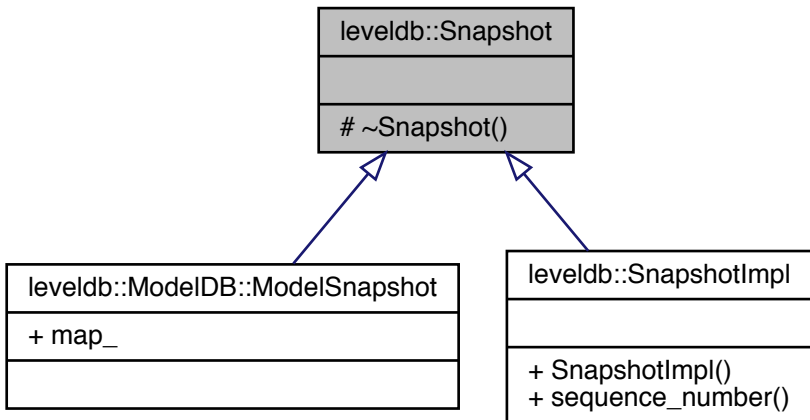 leveldb::Snapshot
# ~Snapshot()
leveldb::ModelDB::ModelSnapshot
+ map_
leveldb::SnapshotImpl
+ SnapshotImpl()
+ sequence_number()